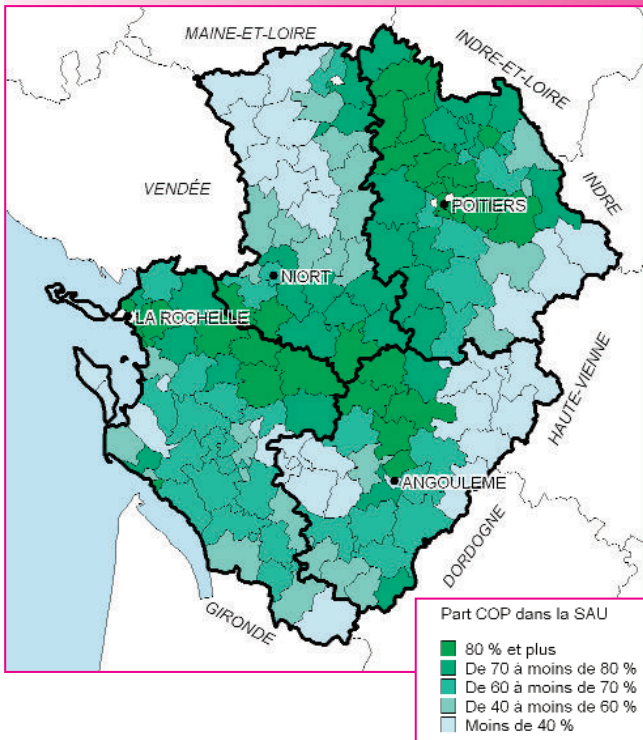 MAINE-ET-LOIRE
INDRE-ET-LOIRE
VENDÉE
INDRE
POITIERS
NIORT
LA ROCHELLE
HAUTE-VIENNE
ANGOULEME
DORDOGNE
GIRONDE
Part COP dans la SAU
80 % et plus
De 70 à moins de 80 %
De 60 à moins de 70 %
De 40 à moins de 60 %
Moins de 40 %